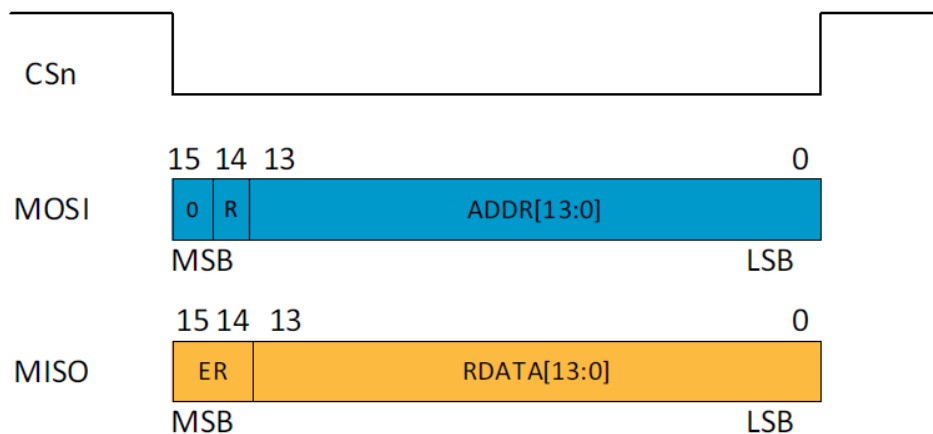 CSn
15 14 13 0
MOSI 0 R ADDR[13:0]
MSB LSB
15 14 13 0
MISO ER RDATA[13:0]
MSB LSB